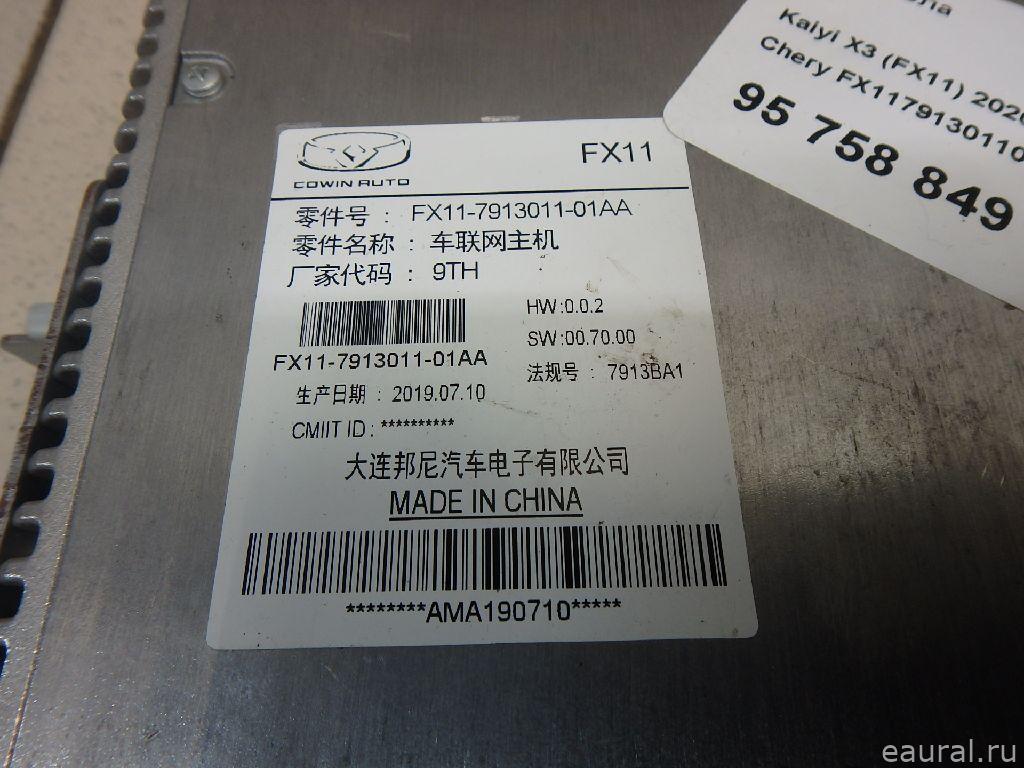 Kaiyi X3 (FX11) 2020
Chery FX1179130110
95 758 849
COWIN AUTO
FX11
零件号 : FX11-7913011-01AA
零件名称 : 车联网主机
厂家代码 : 9TH
HW:0.0.2
SW:00.70.00
FX11-7913011-01AA
法规号 : 7913BA1
生产日期 : 2019.07.10
CMIIT ID : **********
大连邦尼汽车电子有限公司
MADE IN CHINA
********AMA190710*****
eaural.ru